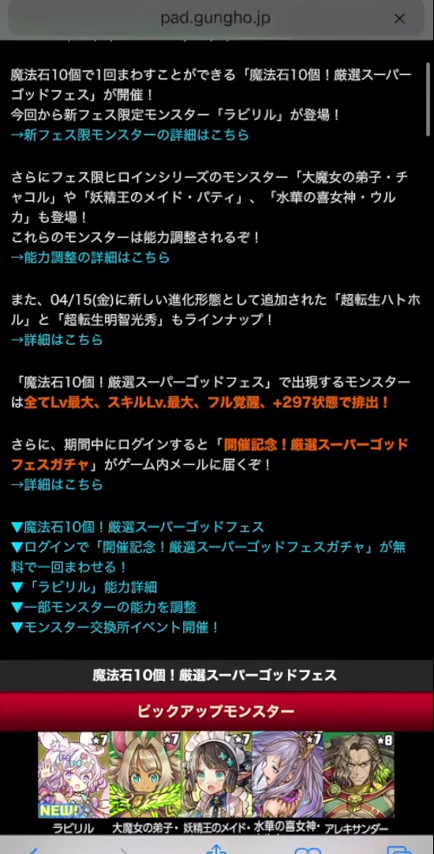 pad.gungho.jp
魔法石10個で1回まわすことができる「魔法石10個！厳選スーパー
ゴッドフェス」が開催！
今回から新フェス限定モンスター「ラビリル」が登場！
→新フェス限モンスターの詳細はこちら
さらにフェス限ヒロインシリーズのモンスター「大魔女の弟子・チ
ャコル」や「妖精王のメイド・パティ」、「水華の喜女神・ウル
カ」も登場！
これらのモンスターは能力調整されるぞ！
→能力調整の詳細はこちら
また、04/15(金)に新しい進化形態として追加された「超転生ハトホ
ル」と「超転生明智光秀」もラインナップ！
→詳細はこちら
「魔法石10個！厳選スーパーゴッドフェス」で出現するモンスター
は全てLv最大、スキルLv.最大、フル覚醒、+297状態で排出！
さらに、期間中にログインすると「開催記念！厳選スーパーゴッド
フェスガチャ」がゲーム内メールに届くぞ！
→詳細はこちら
▼魔法石10個！厳選スーパーゴッドフェス
▼ログインで「開催記念！厳選スーパーゴッドフェスガチャ」が無
料で一回まわせる！
▼「ラビリル」能力詳細
▼一部モンスターの能力を調整
▼モンスター交換所イベント開催！
魔法石10個！厳選スーパーゴッドフェス
ピックアップモンスター
★7 ★7 ★7 ★7 ★8
NEW!
ラビリル 大魔女の弟子・ 妖精王のメイド・ 水華の喜女神・ アレキサンダー